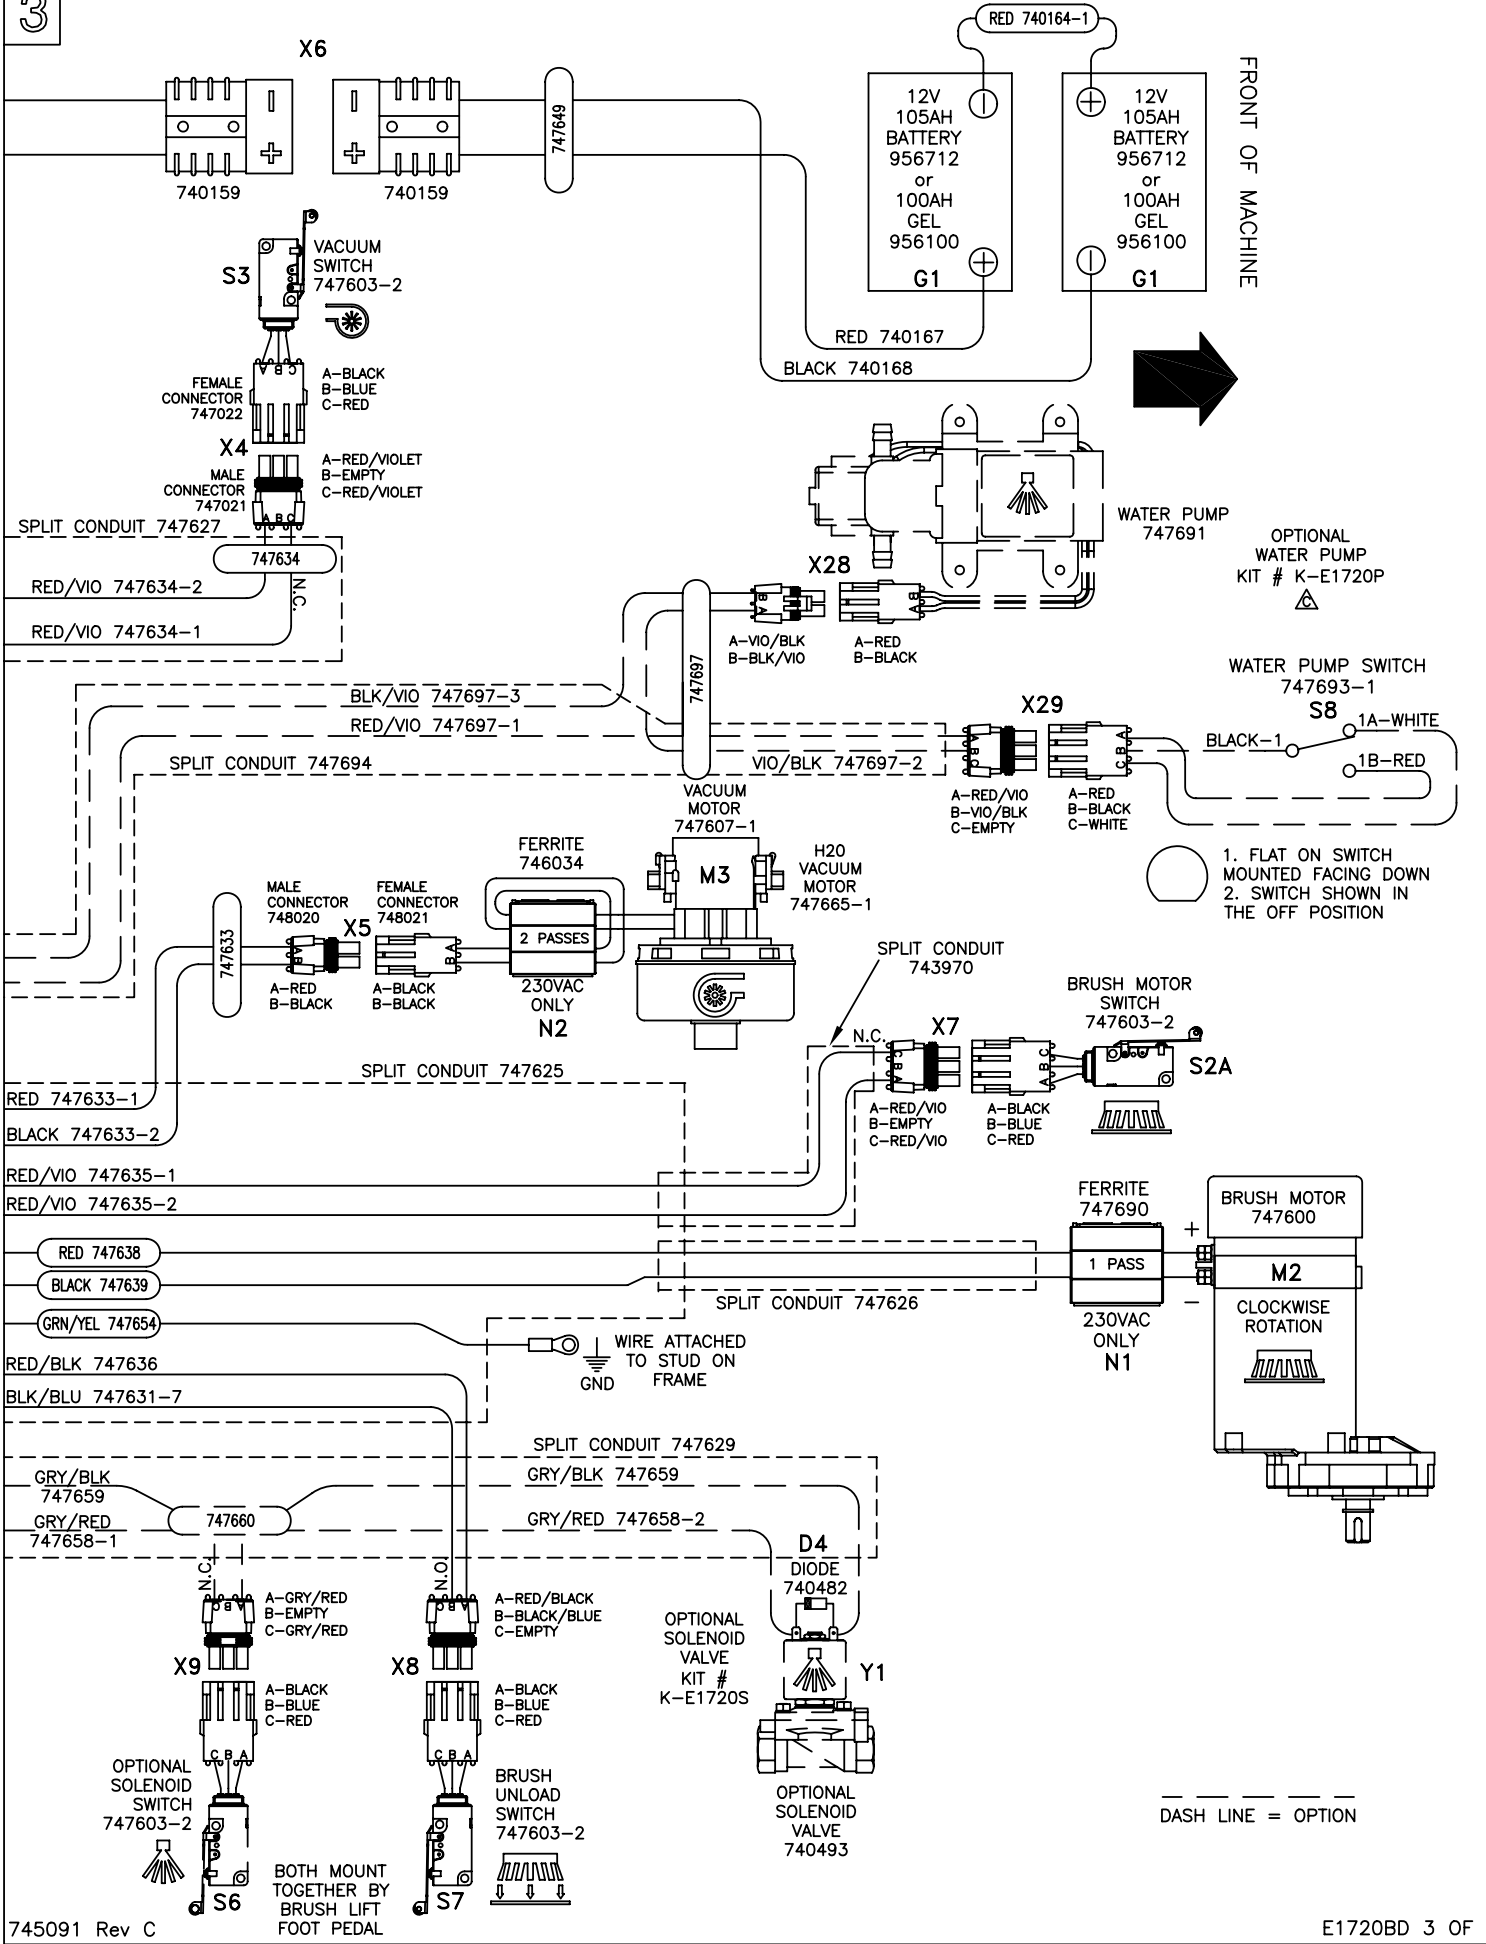 3
X6
RED 740164-1
FRONT OF MACHINE
747649
740159
740159
12V
105AH
BATTERY
956712
or
100AH
GEL
956100
G1
12V
105AH
BATTERY
956712
or
100AH
GEL
956100
G1
RED 740167
BLACK 740168
S3
VACUUM
SWITCH
747603-2
A B C
FEMALE
CONNECTOR
747022
A-BLACK
B-BLUE
C-RED
X4
MALE
CONNECTOR
747021
A-RED/VIOLET
B-EMPTY
C-RED/VIOLET
A B C
SPLIT CONDUIT 747627
747634
RED/VIO 747634-2
N.C.
RED/VIO 747634-1
WATER PUMP
747691
OPTIONAL
WATER PUMP
KIT # K-E1720P
C
X28
B
A
B
A
A-VIO/BLK
B-BLK/VIO
A-RED
B-BLACK
747697
BLK/VIO 747697-3
RED/VIO 747697-1
SPLIT CONDUIT 747694
VIO/BLK 747697-2
X29
A B C
A B C
A-RED/VIO
B-VIO/BLK
C-EMPTY
A-RED
B-BLACK
C-WHITE
WATER PUMP SWITCH
747693-1
S8
1A-WHITE
BLACK-1
1B-RED
1. FLAT ON SWITCH
MOUNTED FACING DOWN
2. SWITCH SHOWN IN
THE OFF POSITION
VACUUM
MOTOR
747607-1
M3
H20
VACUUM
MOTOR
747665-1
FERRITE
746034
2 PASSES
230VAC
ONLY
N2
747633
MALE
CONNECTOR
748020
X5
FEMALE
CONNECTOR
748021
A
B
A
B
A-RED
B-BLACK
A-BLACK
B-BLACK
SPLIT CONDUIT
743970
N.C.
X7
C B A
C B A
A-RED/VIO
B-EMPTY
C-RED/VIO
A-BLACK
B-BLUE
C-RED
BRUSH MOTOR
SWITCH
747603-2
S2A
SPLIT CONDUIT 747625
RED 747633-1
BLACK 747633-2
RED/VIO 747635-1
RED/VIO 747635-2
RED 747638
BLACK 747639
GRN/YEL 747654
SPLIT CONDUIT 747626
FERRITE
747690
1 PASS
230VAC
ONLY
N1
+
−
BRUSH MOTOR
747600
M2
CLOCKWISE
ROTATION
GND
WIRE ATTACHED
TO STUD ON
FRAME
RED/BLK 747636
BLK/BLU 747631-7
SPLIT CONDUIT 747629
GRY/BLK
747659
GRY/BLK 747659
747660
GRY/RED
747658-1
GRY/RED 747658-2
N.C.
C B A
A-GRY/RED
B-EMPTY
C-GRY/RED
N.O.
C B A
A-RED/BLACK
B-BLACK/BLUE
C-EMPTY
X9
A-BLACK
B-BLUE
C-RED
C B A
X8
A-BLACK
B-BLUE
C-RED
C B A
D4
DIODE
740482
OPTIONAL
SOLENOID
VALVE
KIT #
K-E1720S
Y1
OPTIONAL
SOLENOID
VALVE
740493
OPTIONAL
SOLENOID
SWITCH
747603-2
S6
BOTH MOUNT
TOGETHER BY
BRUSH LIFT
FOOT PEDAL
S7
BRUSH
UNLOAD
SWITCH
747603-2
DASH LINE = OPTION
745091 Rev C
E1720BD 3 OF